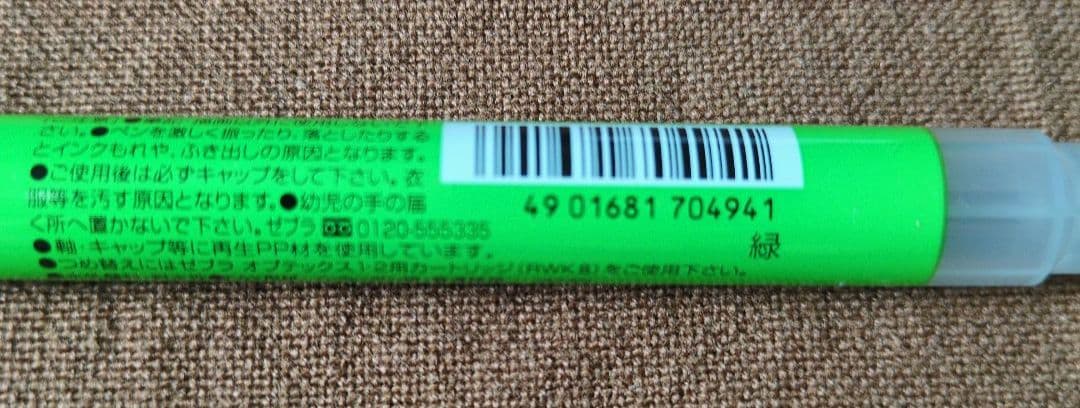 さい。●ペンを激しく振ったり、落としたりする
とインクもれや、ふき出しの原因となります。
●ご使用後は必ずキャップをして下さい。衣
服等を汚す原因となります。●幼児の手の届
く所へ置かないで下さい。ゼブラ 0120-555335
●軸・キャップ等に再生PP材を使用しています。
●つめ替えにはゼブラ オプテックス1・2用カートリッジ(RWK8)をご使用下さい。
49 01681 704941
緑